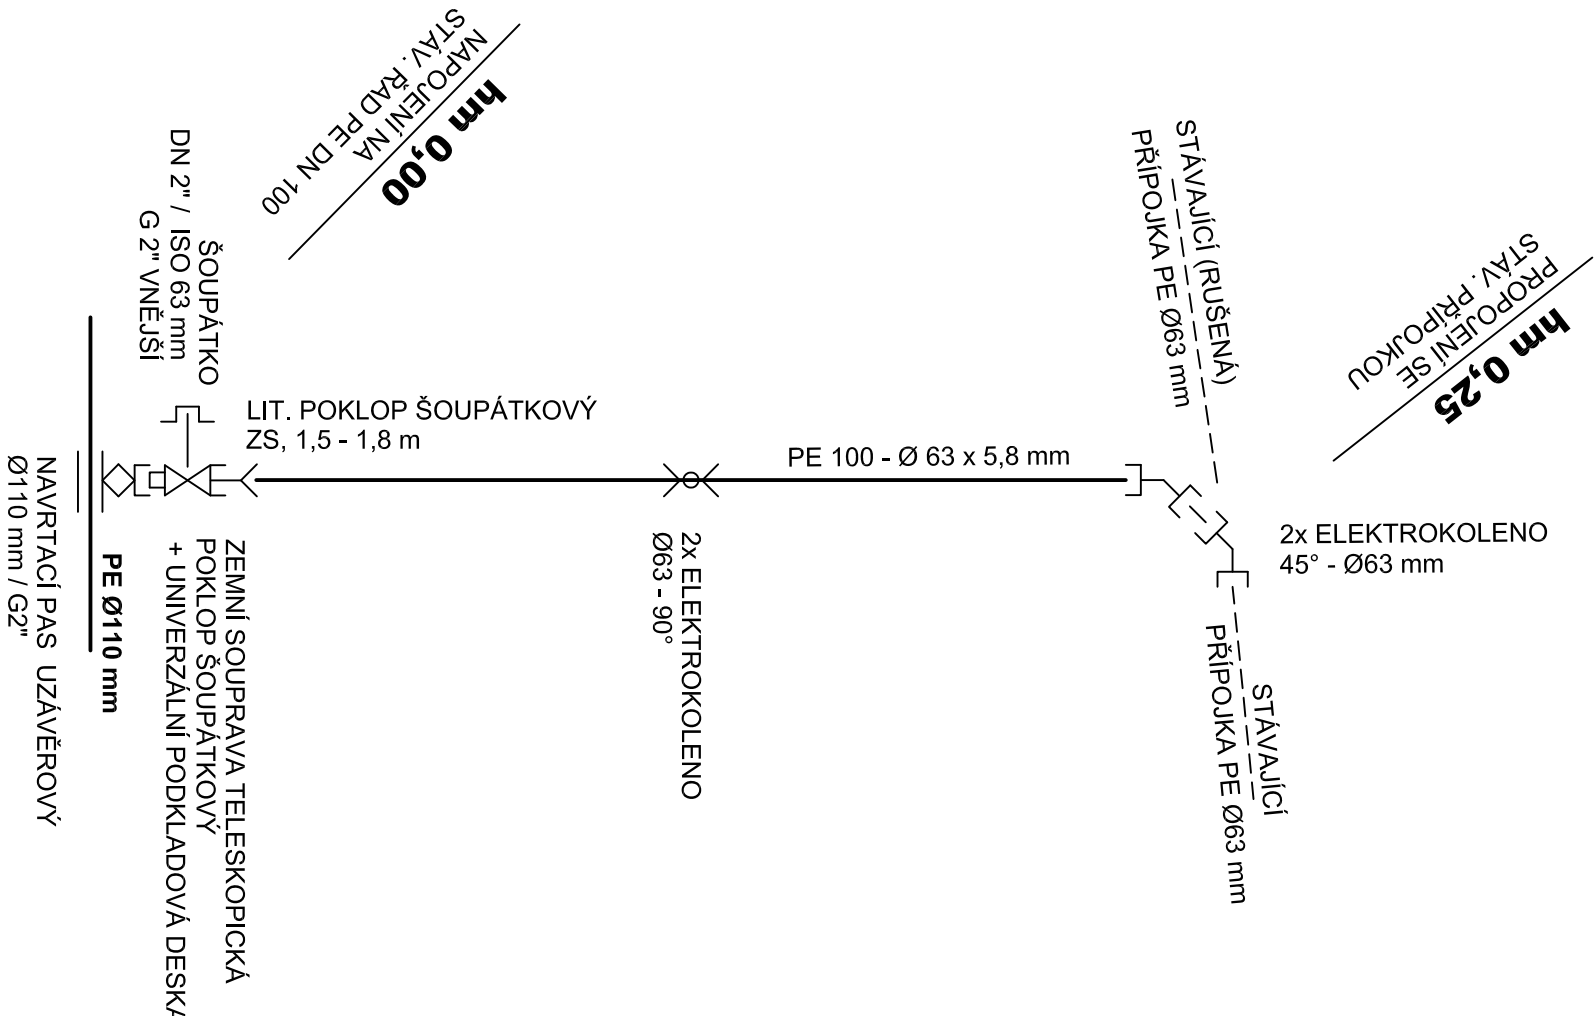 NAPOJENÍ NA
STÁV. ŘAD PE DN 100
hm 0,00
ŠOUPÁTKO
DN 2" / ISO 63 mm
G 2" VNĚJŠÍ
LIT. POKLOP ŠOUPÁTKOVÝ
ZS, 1,5 - 1,8 m
NAVRTACÍ PAS UZÁVĚROVÝ
Ø110 mm / G2"
PE Ø110 mm
ZEMNÍ SOUPRAVA TELESKOPICKÁ
POKLOP ŠOUPÁTKOVÝ
+ UNIVERZÁLNÍ PODKLADOVÁ DESKA
2x ELEKTROKOLENO
Ø63 - 90°
PE 100 - Ø 63 x 5,8 mm
STÁVAJÍCÍ (RUŠENÁ)
PŘÍPOJKA PE Ø63 mm
PROPOJENÍ SE
STÁV. PŘÍPOJKOU
hm 0,25
2x ELEKTROKOLENO
45° - Ø63 mm
STÁVAJÍCÍ
PŘÍPOJKA PE Ø63 mm